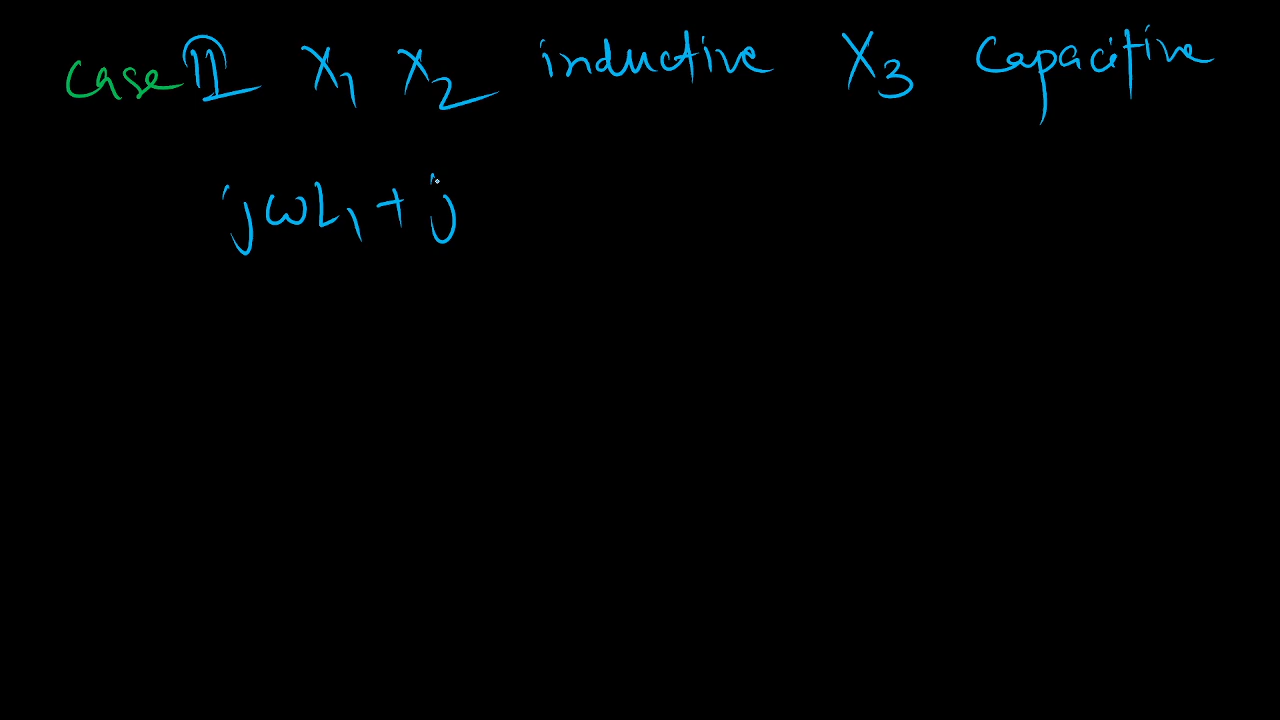 case II X₁ X₂ inductive X₃ Capacitive
jωL₁ + j